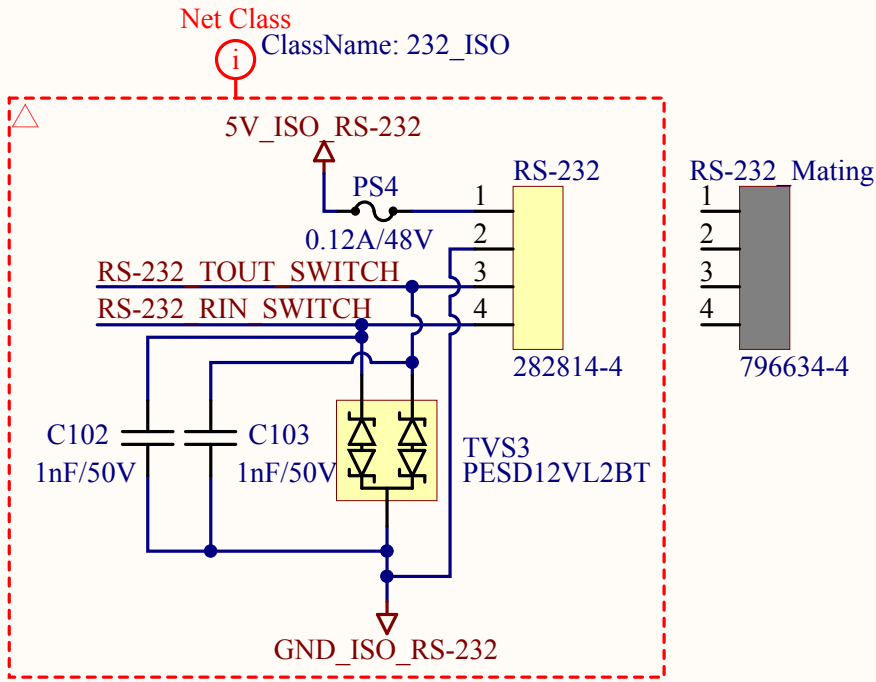 Net Class
i
ClassName: 232_ISO
5V_ISO_RS-232
PS4
0.12A/48V
RS-232
1
2
3
4
282814-4
RS-232_Mating
1
2
3
4
796634-4
RS-232_TOUT_SWITCH
RS-232_RIN_SWITCH
C102
1nF/50V
C103
1nF/50V
TVS3
PESD12VL2BT
GND_ISO_RS-232